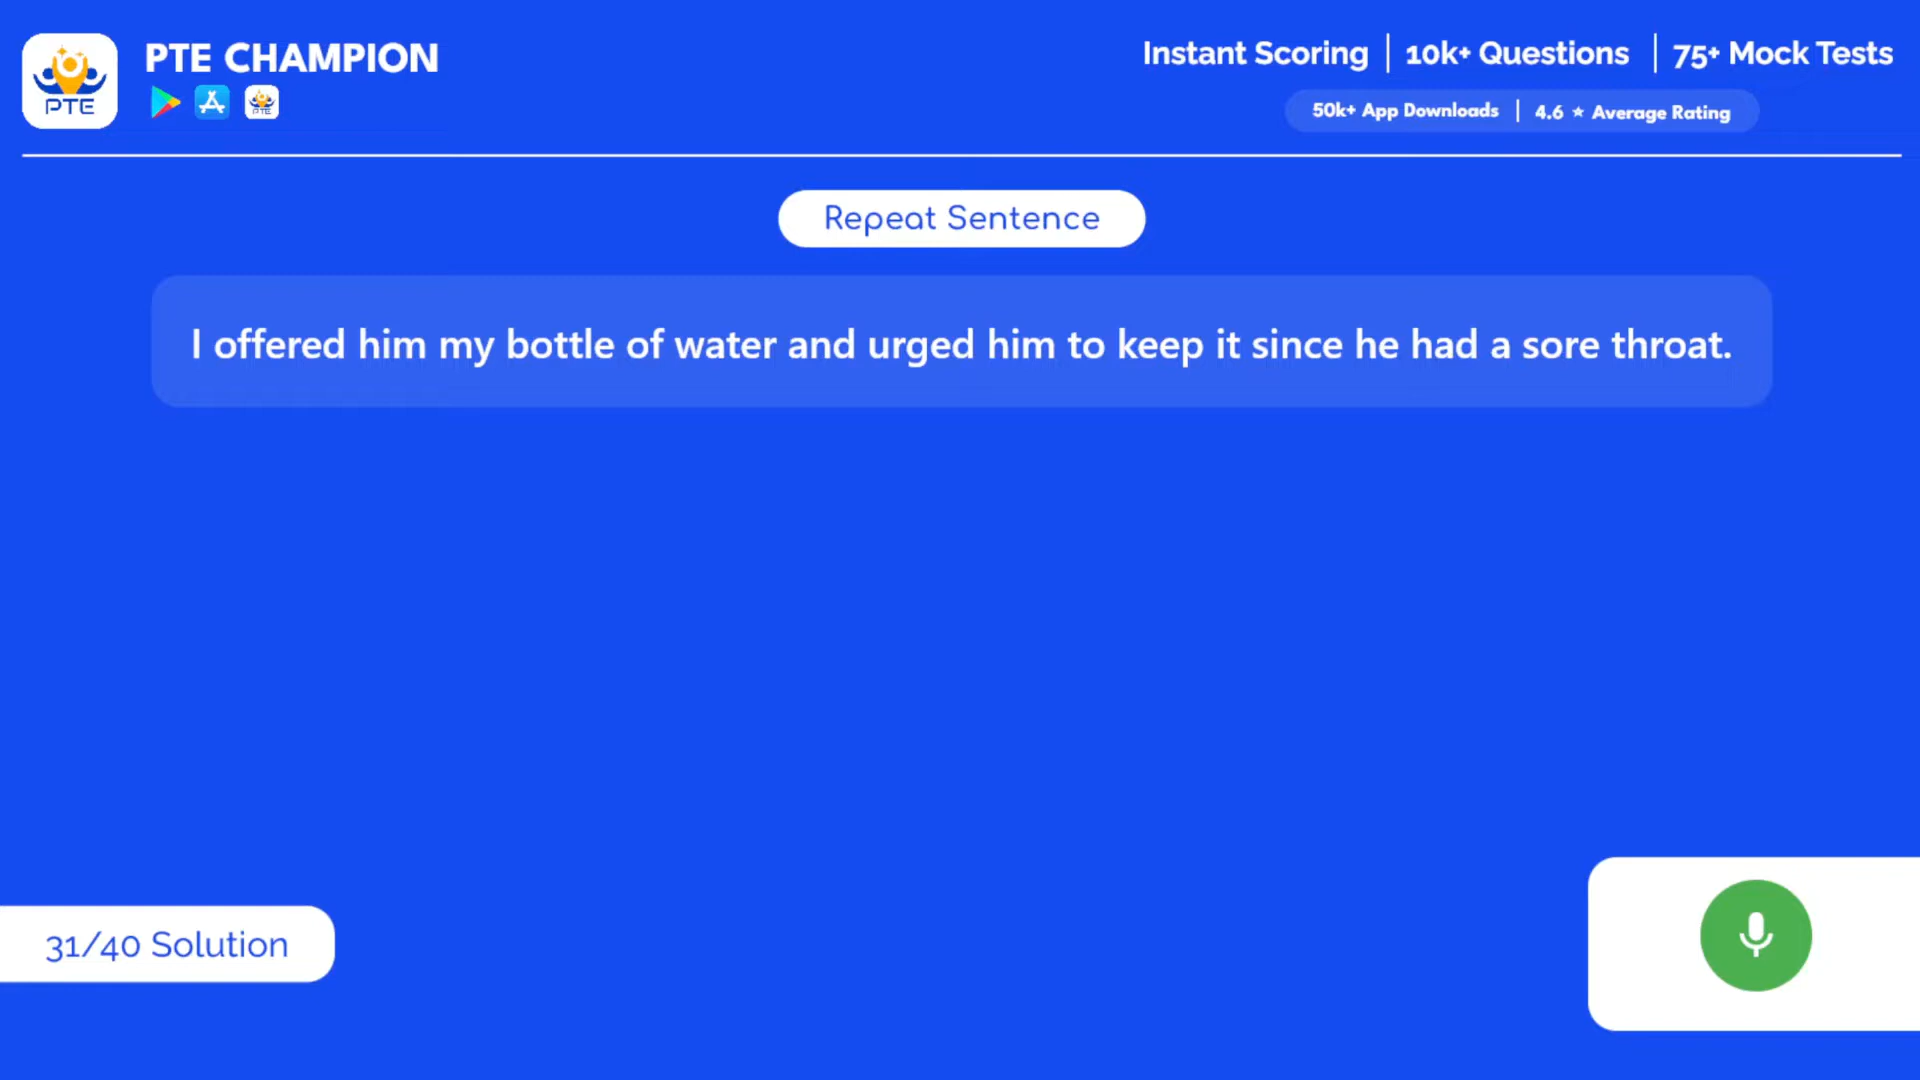 PTE CHAMPION
PTE
PTE
Instant Scoring | 10k+ Questions | 75+ Mock Tests
50k+ App Downloads | 4.6 ★ Average Rating
Repeat Sentence
I offered him my bottle of water and urged him to keep it since he had a sore throat.
31/40 Solution